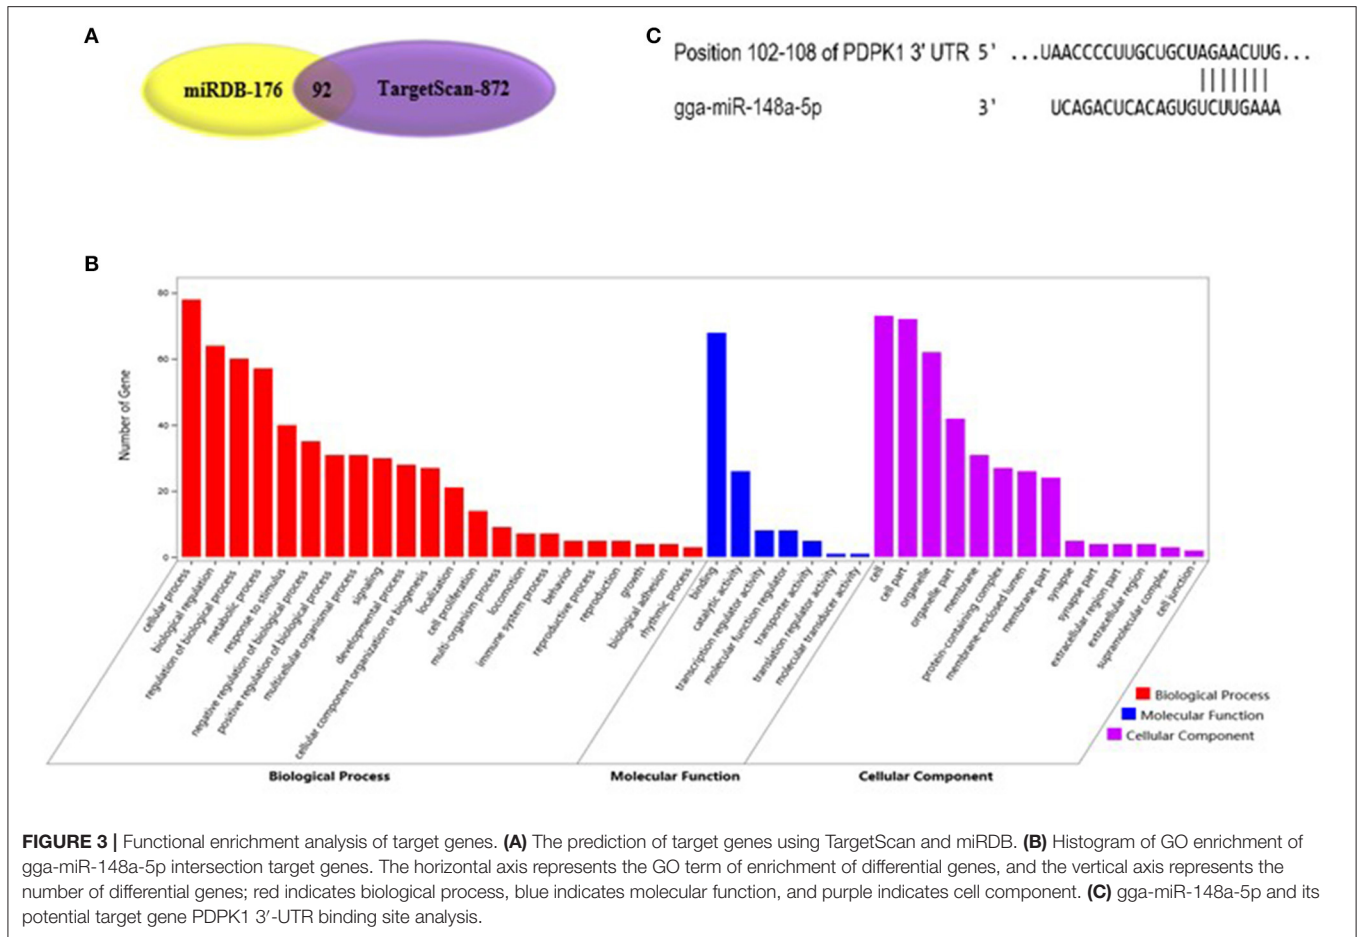 A
miRDB-176
92
TargetScan-872
C
Position 102-108 of PDPK1 3' UTR 5' ...UAACCCCUUGCUGCUAGAACUUG...
gga-miR-148a-5p 3' UCAGACUCACAGUGUCUUGAAA
B
Number of Gene
80
60
40
20
0
cellular process
biological regulation
regulation of biological process
metabolic process
response to stimulus
negative regulation of biological process
positive regulation of biological process
multicellular organismal process
signaling
developmental process
cellular component organization or biogenesis
localization
cell proliferation
multi-organism process
locomotion
immune system process
behavior
reproductive process
reproduction
growth
biological adhesion
rhythmic process
binding
catalytic activity
transcription regulator activity
molecular function regulator
transporter activity
translation regulator activity
molecular transducer activity
cell
cell part
organelle
organelle part
membrane
protein-containing complex
membrane-enclosed lumen
membrane part
synapse
synapse part
extracellular region part
extracellular region
supramolecular complex
cell junction
Biological Process
Molecular Function
Cellular Component
Biological Process
Molecular Function
Cellular Component
FIGURE 3 | Functional enrichment analysis of target genes. (A) The prediction of target genes using TargetScan and miRDB. (B) Histogram of GO enrichment of
gga-miR-148a-5p intersection target genes. The horizontal axis represents the GO term of enrichment of differential genes, and the vertical axis represents the
number of differential genes; red indicates biological process, blue indicates molecular function, and purple indicates cell component. (C) gga-miR-148a-5p and its
potential target gene PDPK1 3′-UTR binding site analysis.